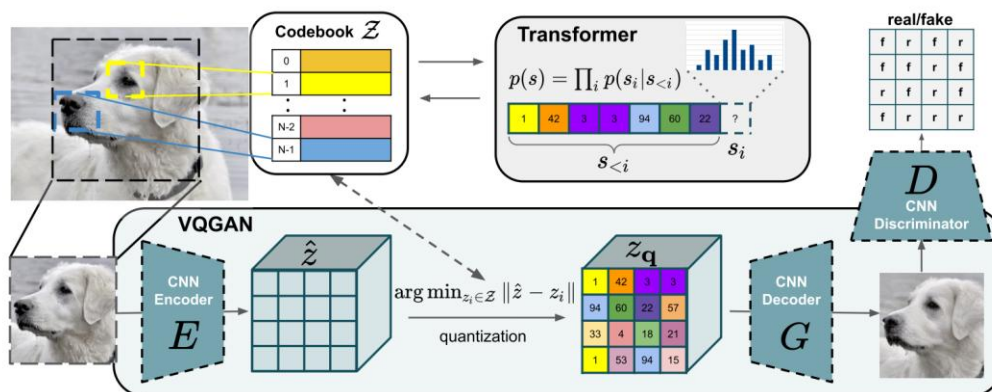 Codebook 𝒵
0
1
⋮ ⋮
N-2
N-1
Transformer
p(s) = ∏ᵢ p(sᵢ|s<ᵢ)
1 42 3 3 94 60 22 ?
s<ᵢ sᵢ
real/fake
f r f r
f r r f
r f r f
f r r r
D
CNN
Discriminator
VQGAN
CNN
Encoder
E
ẑ
arg min_{zᵢ∈𝒵} ‖ẑ − zᵢ‖
quantization
z_q
1 42 3 3
94 60 22 57
33 4 18 21
1 53 94 15
CNN
Decoder
G